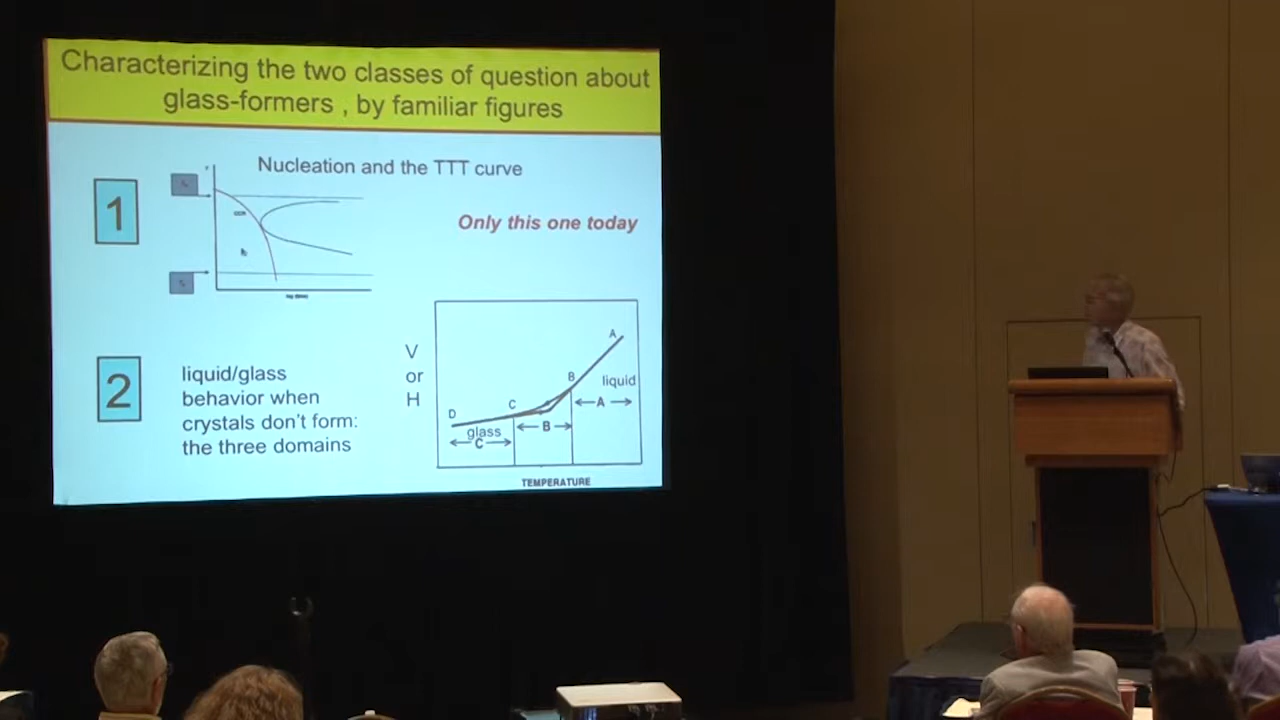 Characterizing the two classes of question about
glass-formers , by familiar figures
Nucleation and the TTT curve
1
Only this one today
2
liquid/glass
behavior when
crystals don't form:
the three domains
V
or
H
A
B
liquid
A
C
D
B
glass
C
TEMPERATURE